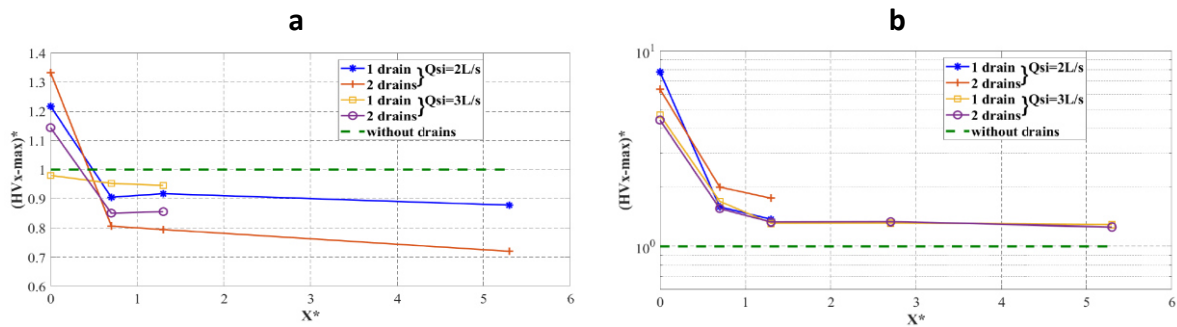 a
1.4
1.3
1.2
1.1
1
0.9
0.8
0.7
0.6
0 1 2 3 4 5 6
(HVx-max)*
X*
1 drain
2 drains
}Qsi=2L/s
1 drain
2 drains
}Qsi=3L/s
without drains
b
10¹
10⁰
0 1 2 3 4 5 6
(HVx-max)*
X*
1 drain
2 drains
}Qsi=2L/s
1 drain
2 drains
}Qsi=3L/s
without drains